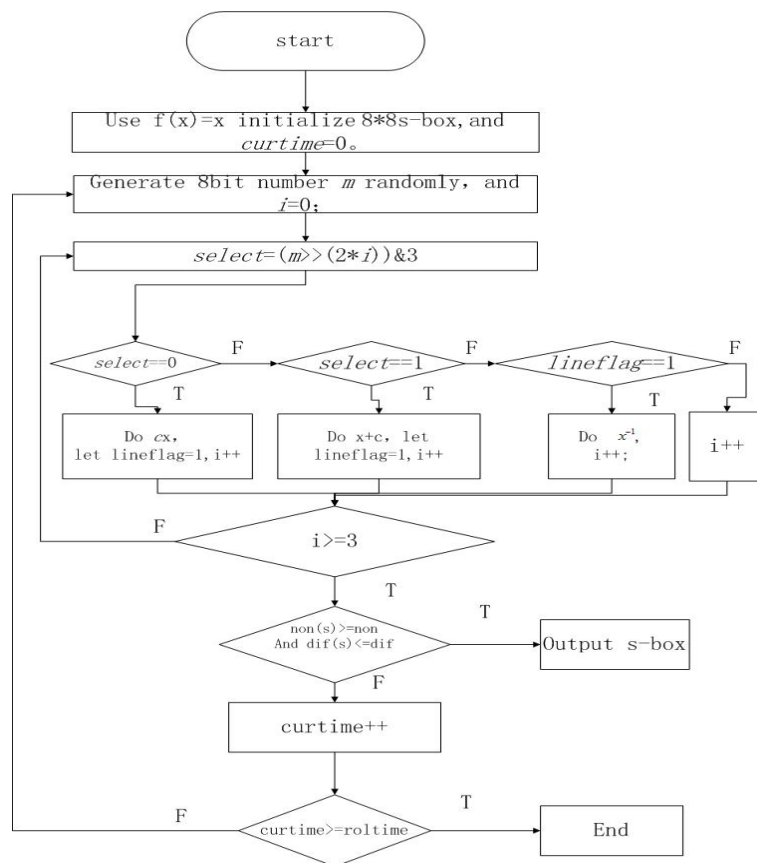 start
Use f(x)=x initialize 8*8s-box,and
curtime=0。
Generate 8bit number m randomly, and
i=0;
select=(m>>(2*i))&3
select==0
F
select==1
F
lineflag==1
F
T
T
T
Do cx,
let lineflag=1,i++
Do x+c, let
lineflag=1,i++
Do x⁻¹,
i++;
i++
F
i>=3
T
non(s)>=non
And dif(s)<=dif
T
Output s-box
F
curtime++
F
curtime>=roltime
T
End